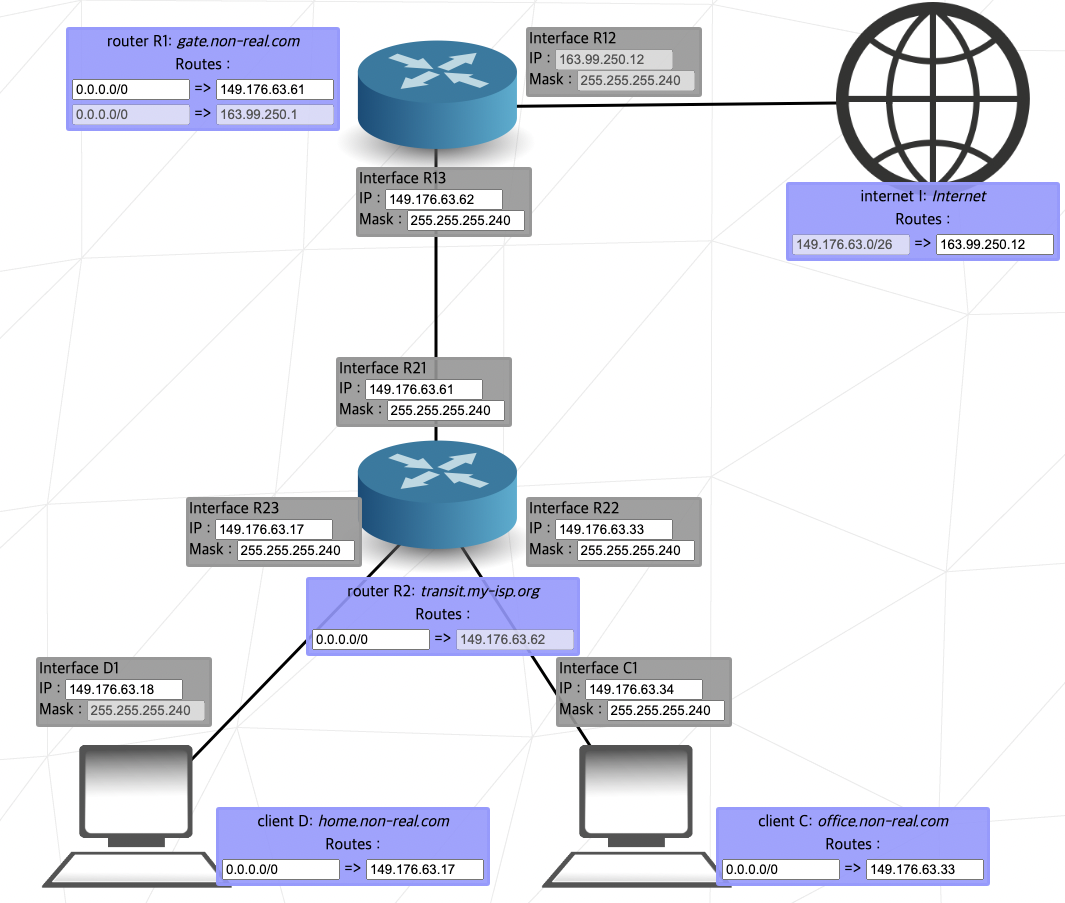 router R1: gate.non-real.com
Routes :
0.0.0.0/0 => 149.176.63.61
0.0.0.0/0 => 163.99.250.1
Interface R12
IP : 163.99.250.12
Mask : 255.255.255.240
Interface R13
IP : 149.176.63.62
Mask : 255.255.255.240
internet I: Internet
Routes :
149.176.63.0/26 => 163.99.250.12
Interface R21
IP : 149.176.63.61
Mask : 255.255.255.240
Interface R23
IP : 149.176.63.17
Mask : 255.255.255.240
Interface R22
IP : 149.176.63.33
Mask : 255.255.255.240
router R2: transit.my-isp.org
Routes :
0.0.0.0/0 => 149.176.63.62
Interface D1
IP : 149.176.63.18
Mask : 255.255.255.240
Interface C1
IP : 149.176.63.34
Mask : 255.255.255.240
client D: home.non-real.com
Routes :
0.0.0.0/0 => 149.176.63.17
client C: office.non-real.com
Routes :
0.0.0.0/0 => 149.176.63.33